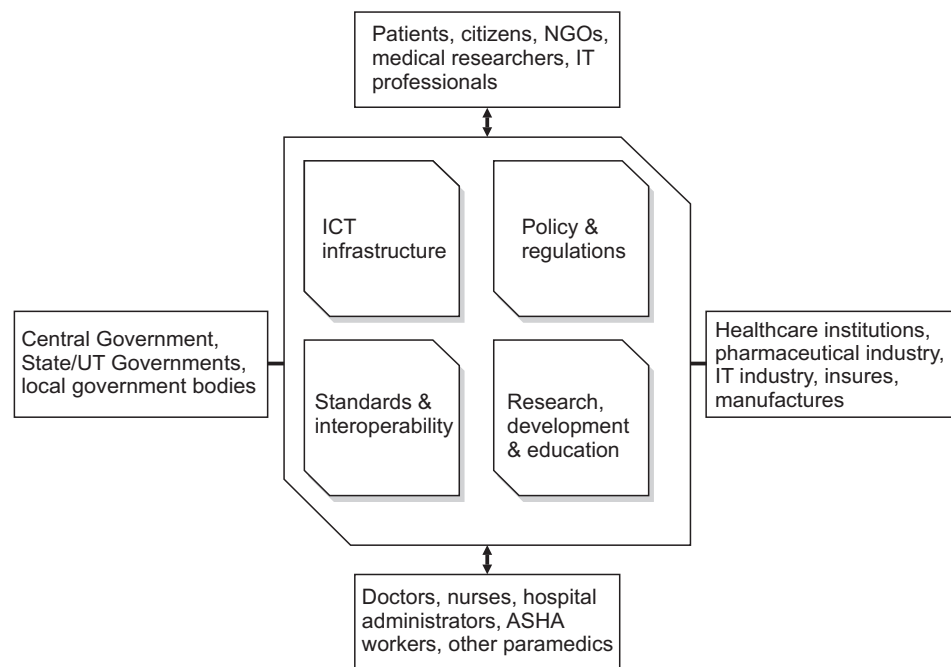 Patients, citizens, NGOs,
medical researchers, IT
professionals
ICT
infrastructure
Policy &
regulations
Central Government,
State/UT Governments,
local government bodies
Healthcare institutions,
pharmaceutical industry,
IT industry, insures,
manufactures
Standards &
interoperability
Research,
development
& education
Doctors, nurses, hospital
administrators, ASHA
workers, other paramedics